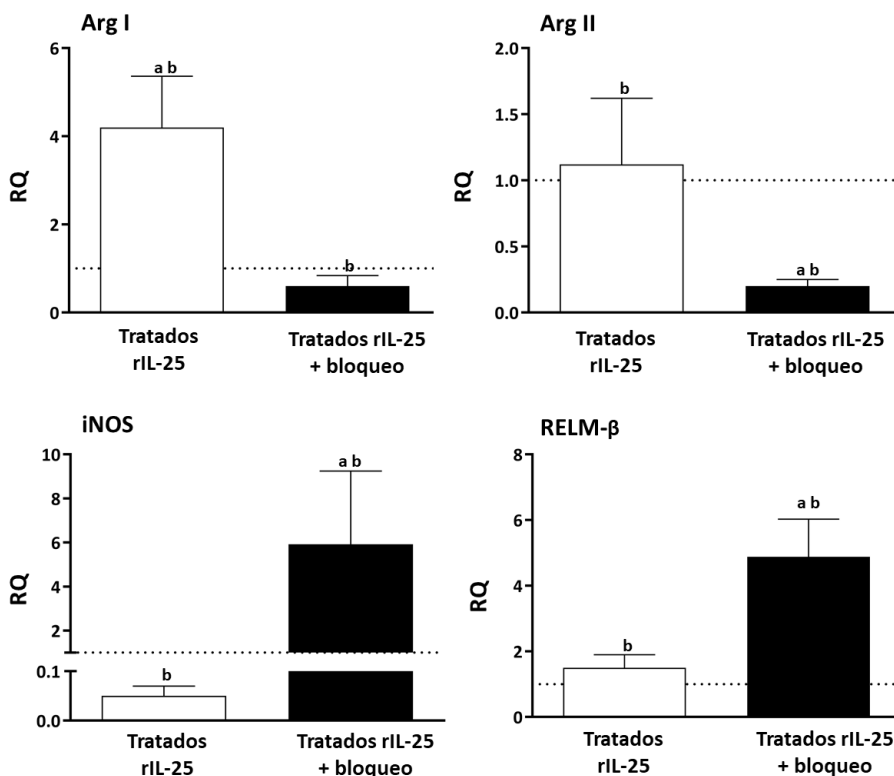 Arg I
6
4
2
0
RQ
a b
b
Tratados
rIL-25
Tratados rIL-25
+ bloqueo
Arg II
2.0
1.5
1.0
0.5
0.0
RQ
b
a b
Tratados
rIL-25
Tratados rIL-25
+ bloqueo
iNOS
10
8
6
4
2
0.1
0.0
RQ
b
a b
Tratados
rIL-25
Tratados rIL-25
+ bloqueo
RELM-β
8
6
4
2
0
RQ
b
a b
Tratados
rIL-25
Tratados rIL-25
+ bloqueo